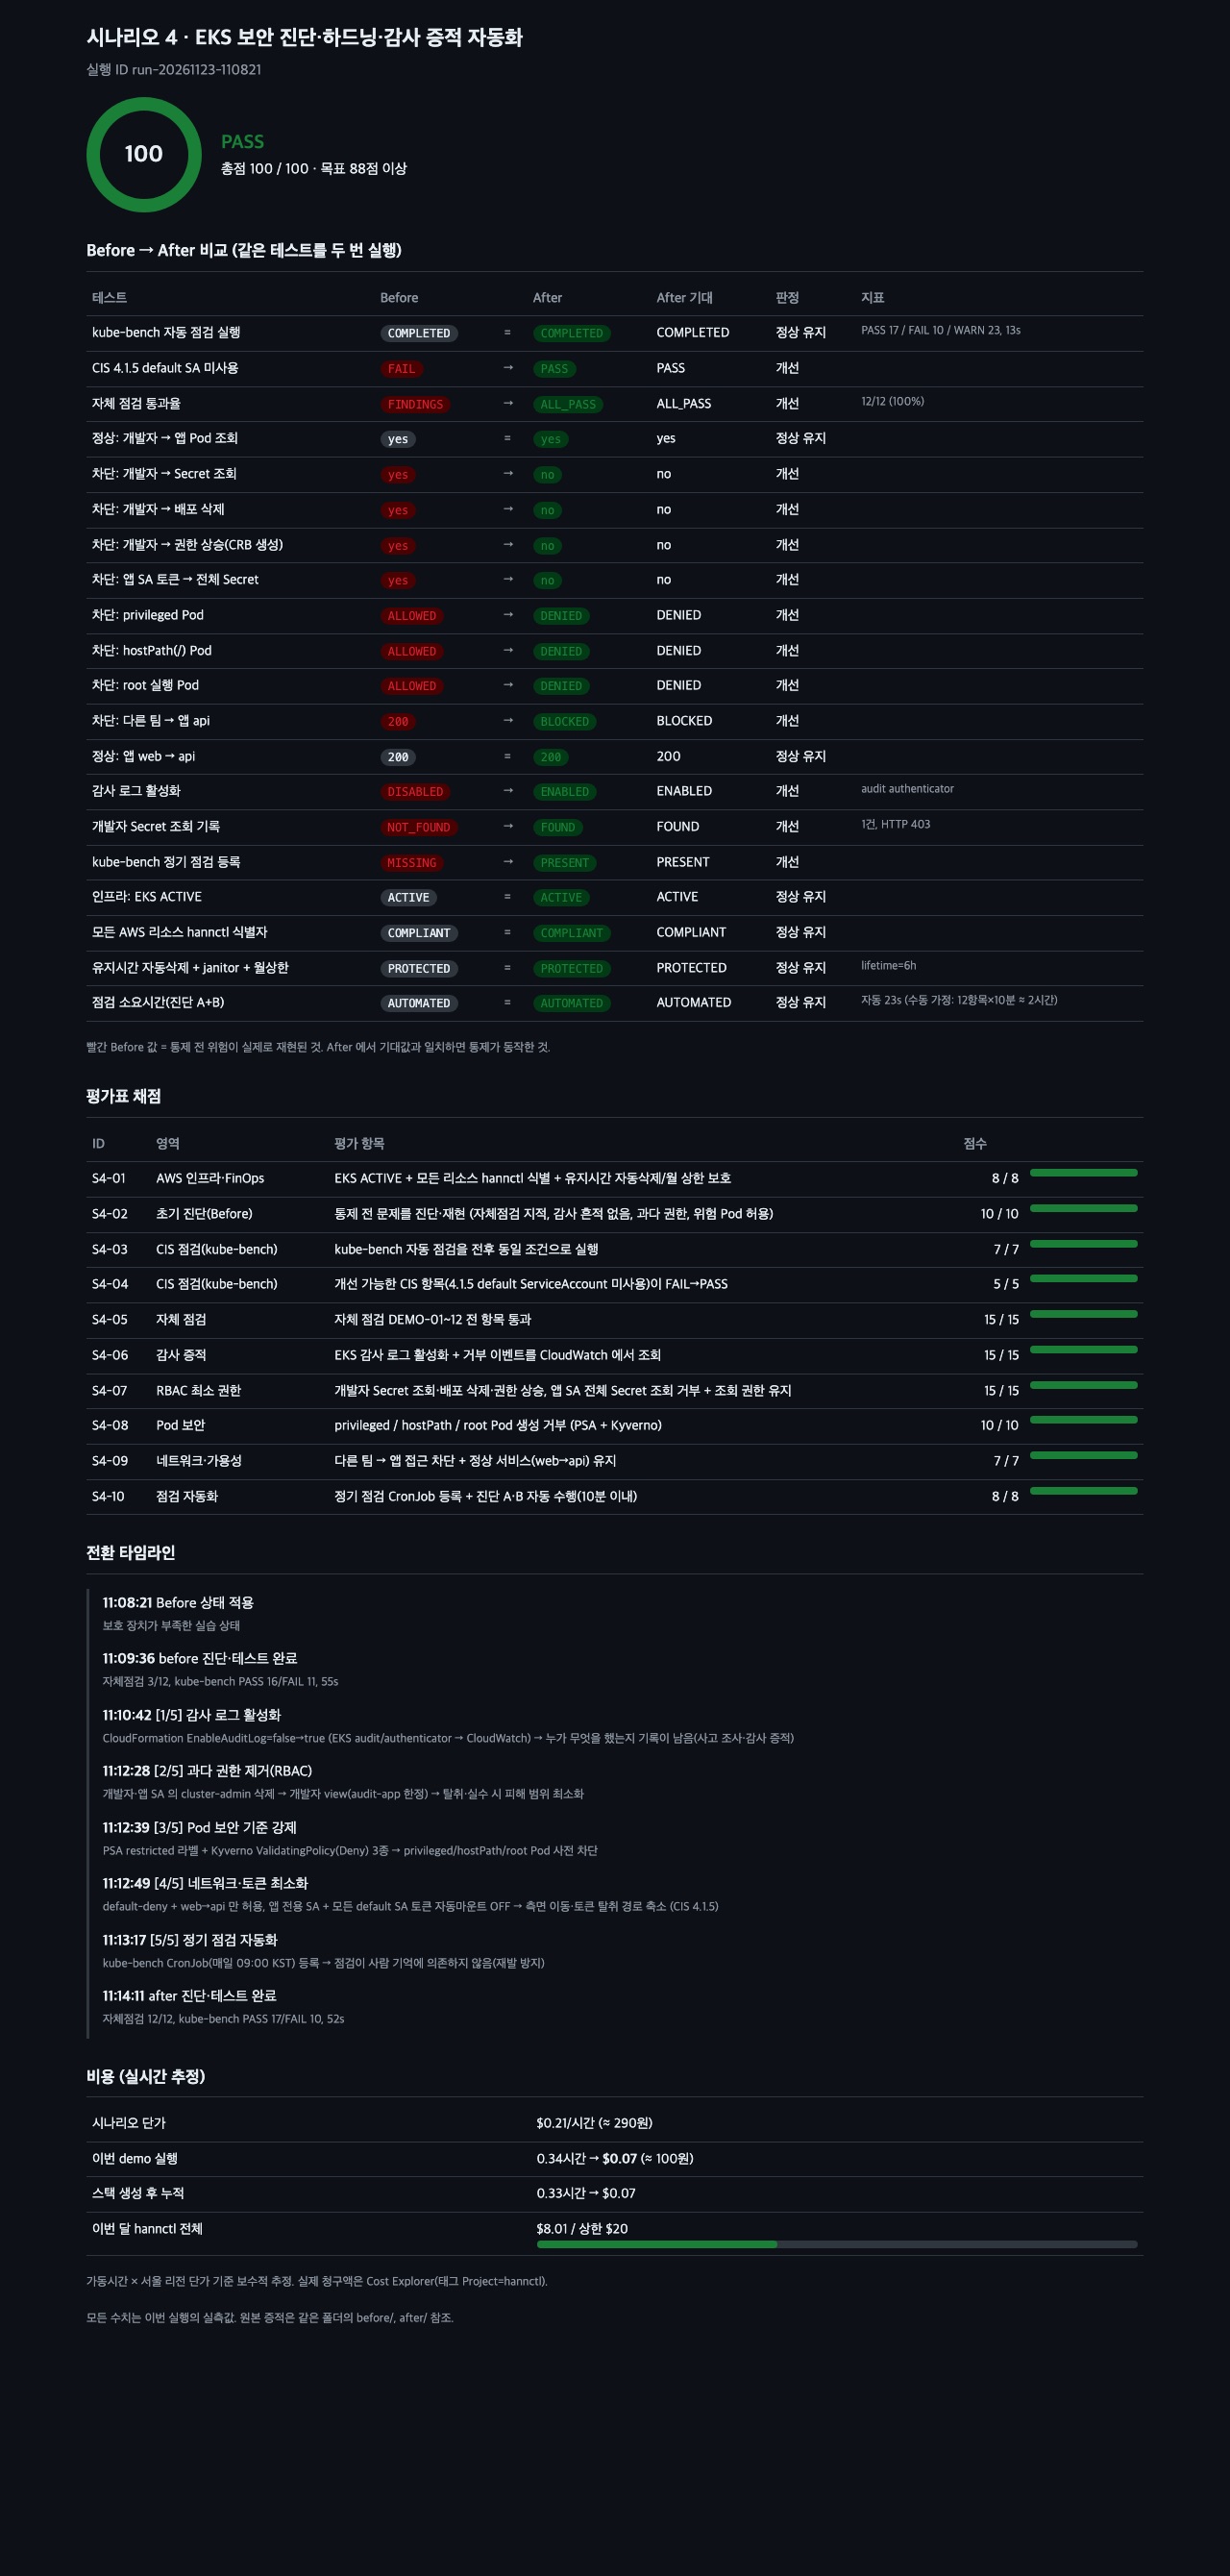 시나리오 4 · EKS 보안 진단·하드닝·감사 증적 자동화
실행 ID run-20261123-110821
100
PASS
총점 100 / 100 · 목표 88점 이상
Before → After 비교 (같은 테스트를 두 번 실행)
테스트 Before After After 기대 판정 지표
kube-bench 자동 점검 실행 COMPLETED = COMPLETED COMPLETED 정상 유지 PASS 17 / FAIL 10 / WARN 23, 13s
CIS 4.1.5 default SA 미사용 FAIL → PASS PASS 개선
자체 점검 통과율 FINDINGS → ALL_PASS ALL_PASS 개선 12/12 (100%)
정상: 개발자 → 앱 Pod 조회 yes = yes yes 정상 유지
차단: 개발자 → Secret 조회 yes → no no 개선
차단: 개발자 → 배포 삭제 yes → no no 개선
차단: 개발자 → 권한 상승(CRB 생성) yes → no no 개선
차단: 앱 SA 토큰 → 전체 Secret yes → no no 개선
차단: privileged Pod ALLOWED → DENIED DENIED 개선
차단: hostPath(/) Pod ALLOWED → DENIED DENIED 개선
차단: root 실행 Pod ALLOWED → DENIED DENIED 개선
차단: 다른 팀 → 앱 api 200 → BLOCKED BLOCKED 개선
정상: 앱 web → api 200 = 200 200 정상 유지
감사 로그 활성화 DISABLED → ENABLED ENABLED 개선 audit authenticator
개발자 Secret 조회 기록 NOT_FOUND → FOUND FOUND 개선 1건, HTTP 403
kube-bench 정기 점검 등록 MISSING → PRESENT PRESENT 개선
인프라: EKS ACTIVE ACTIVE = ACTIVE ACTIVE 정상 유지
모든 AWS 리소스 hannctl 식별자 COMPLIANT = COMPLIANT COMPLIANT 정상 유지
유지시간 자동삭제 + janitor + 월상한 PROTECTED = PROTECTED PROTECTED 정상 유지 lifetime=6h
점검 소요시간(진단 A+B) AUTOMATED = AUTOMATED AUTOMATED 정상 유지 자동 23s (수동 가정: 12항목×10분 ≈ 2시간)
빨간 Before 값 = 통제 전 위험이 실제로 재현된 것. After 에서 기대값과 일치하면 통제가 동작한 것.
평가표 채점
ID 영역 평가 항목 점수
S4-01 AWS 인프라·FinOps EKS ACTIVE + 모든 리소스 hannctl 식별 + 유지시간 자동삭제/월 상한 보호 8 / 8
S4-02 초기 진단(Before) 통제 전 문제를 진단·재현 (자체점검 지적, 감사 흔적 없음, 과다 권한, 위험 Pod 허용) 10 / 10
S4-03 CIS 점검(kube-bench) kube-bench 자동 점검을 전후 동일 조건으로 실행 7 / 7
S4-04 CIS 점검(kube-bench) 개선 가능한 CIS 항목(4.1.5 default ServiceAccount 미사용)이 FAIL→PASS 5 / 5
S4-05 자체 점검 자체 점검 DEMO-01~12 전 항목 통과 15 / 15
S4-06 감사 증적 EKS 감사 로그 활성화 + 거부 이벤트를 CloudWatch 에서 조회 15 / 15
S4-07 RBAC 최소 권한 개발자 Secret 조회·배포 삭제·권한 상승, 앱 SA 전체 Secret 조회 거부 + 조회 권한 유지 15 / 15
S4-08 Pod 보안 privileged / hostPath / root Pod 생성 거부 (PSA + Kyverno) 10 / 10
S4-09 네트워크·가용성 다른 팀 → 앱 접근 차단 + 정상 서비스(web→api) 유지 7 / 7
S4-10 점검 자동화 정기 점검 CronJob 등록 + 진단 A·B 자동 수행(10분 이내) 8 / 8
전환 타임라인
11:08:21 Before 상태 적용
보호 장치가 부족한 실습 상태
11:09:36 before 진단·테스트 완료
자체점검 3/12, kube-bench PASS 16/FAIL 11, 55s
11:10:42 [1/5] 감사 로그 활성화
CloudFormation EnableAuditLog=false→true (EKS audit/authenticator → CloudWatch) → 누가 무엇을 했는지 기록이 남음(사고 조사·감사 증적)
11:12:28 [2/5] 과다 권한 제거(RBAC)
개발자·앱 SA 의 cluster-admin 삭제 → 개발자 view(audit-app 한정) → 탈취·실수 시 피해 범위 최소화
11:12:39 [3/5] Pod 보안 기준 강제
PSA restricted 라벨 + Kyverno ValidatingPolicy(Deny) 3종 → privileged/hostPath/root Pod 사전 차단
11:12:49 [4/5] 네트워크·토큰 최소화
default-deny + web→api 만 허용, 앱 전용 SA + 모든 default SA 토큰 자동마운트 OFF → 측면 이동·토큰 탈취 경로 축소 (CIS 4.1.5)
11:13:17 [5/5] 정기 점검 자동화
kube-bench CronJob(매일 09:00 KST) 등록 → 점검이 사람 기억에 의존하지 않음(재발 방지)
11:14:11 after 진단·테스트 완료
자체점검 12/12, kube-bench PASS 17/FAIL 10, 52s
비용 (실시간 추정)
시나리오 단가 $0.21/시간 (≈ 290원)
이번 demo 실행 0.34시간 → $0.07 (≈ 100원)
스택 생성 후 누적 0.33시간 → $0.07
이번 달 hannctl 전체 $8.01 / 상한 $20
가동시간 × 서울 리전 단가 기준 보수적 추정. 실제 청구액은 Cost Explorer(태그 Project=hannctl).
모든 수치는 이번 실행의 실측값. 원본 증적은 같은 폴더의 before/, after/ 참조.